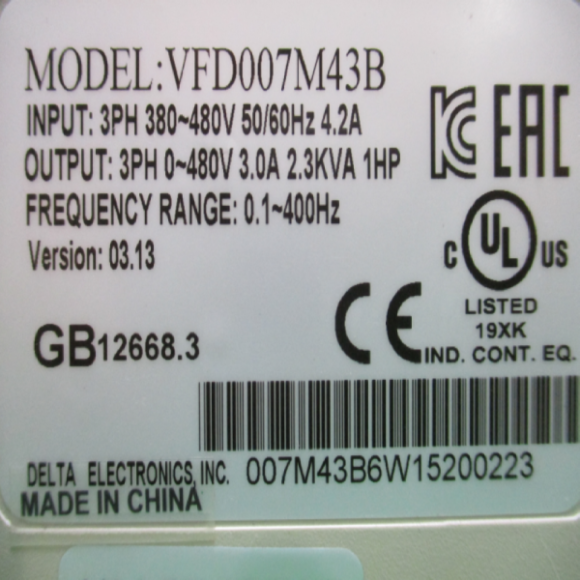 MODEL:VFD007M43B
INPUT: 3PH 380~480V 50/60Hz 4.2A
OUTPUT: 3PH 0~480V 3.0A 2.3KVA 1HP
FREQUENCY RANGE: 0.1~400Hz
Version: 03.13
KC EAC
C UL US
LISTED
19XK
IND. CONT. EQ.
GB12668.3
CE
DELTA ELECTRONICS, INC. 007M43B6W15200223
MADE IN CHINA